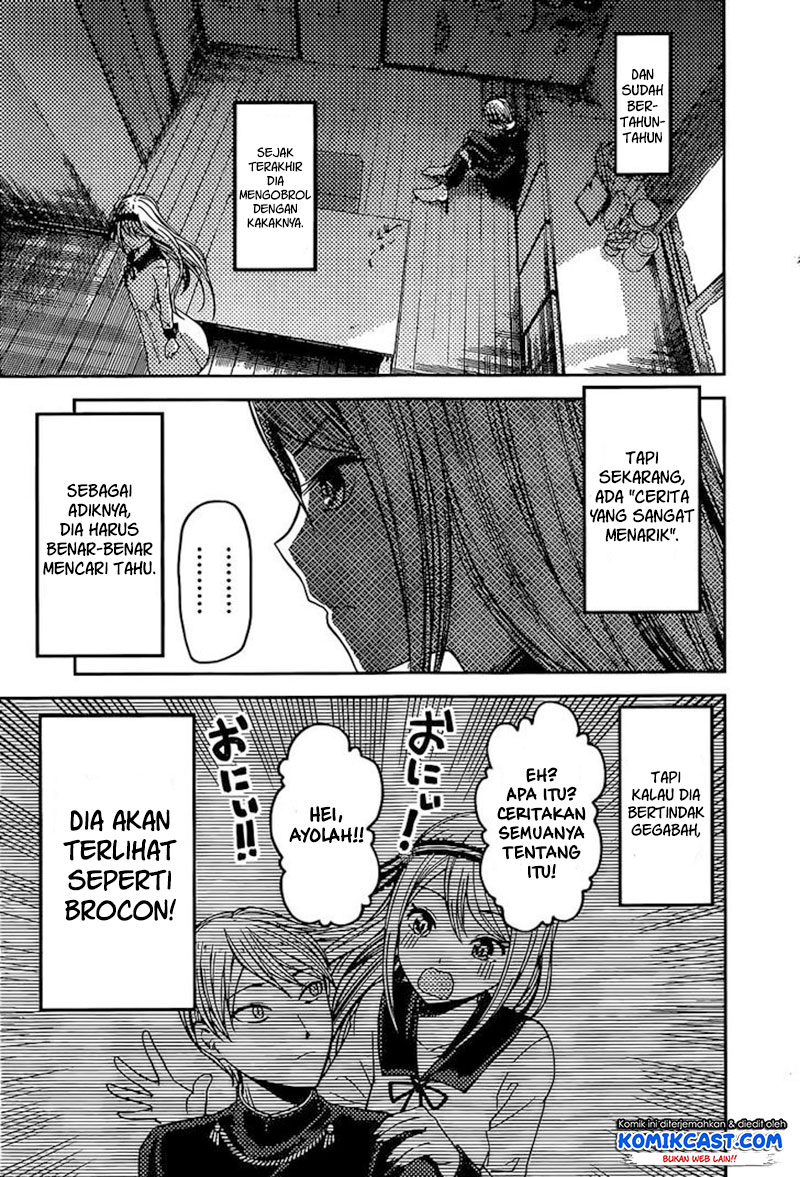 DAN
SUDAH
BER-
TAHUN-
TAHUN
SEJAK
TERAKHIR
DIA
MENGOBROL
DENGAN
KAKAKNYA.
TAPI
SEKARANG,
ADA "CERITA
YANG SANGAT
MENARIK".
SEBAGAI
ADIKNYA,
DIA HARUS
BENAR-BENAR
MENCARI TAHU.
TAPI
KALAU DIA
BERTINDAK
GEGABAH,
EH?
APA ITU?
CERITAKAN
SEMUANYA
TENTANG
ITU!
おにぃ!
HEI,
AYOLAH!!
おにぃ!!
DIA AKAN
TERLIHAT
SEPERTI
BROCON!
Komik ini diterjemahkan & diedit oleh
KOMIKCAST.COM
BUKAN WEB LAIN!!